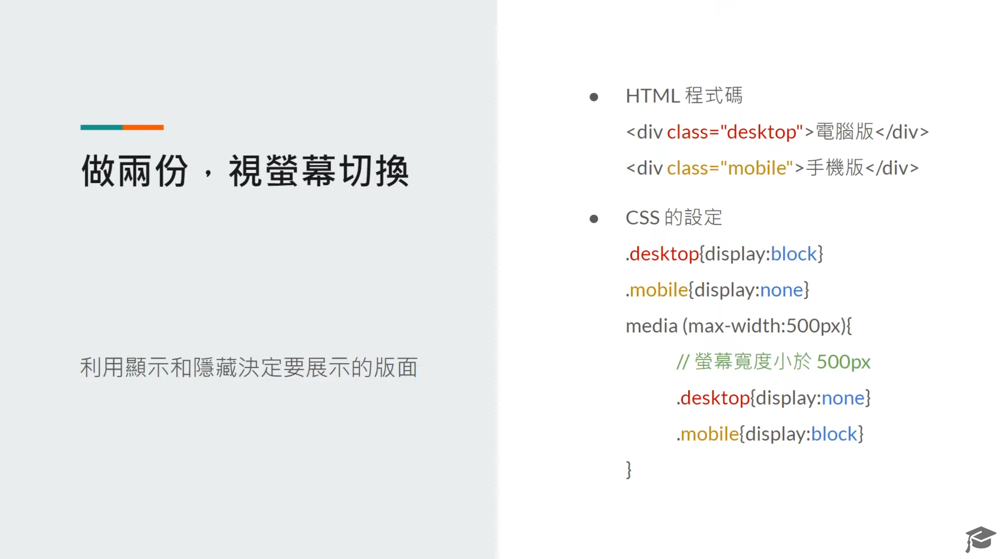 做兩份，視螢幕切換
利用顯示和隱藏決定要展示的版面
● HTML 程式碼
<div class="desktop">電腦版</div>
<div class="mobile">手機版</div>
● CSS 的設定
.desktop{display:block}
.mobile{display:none}
media (max-width:500px){
// 螢幕寬度小於 500px
.desktop{display:none}
.mobile{display:block}
}